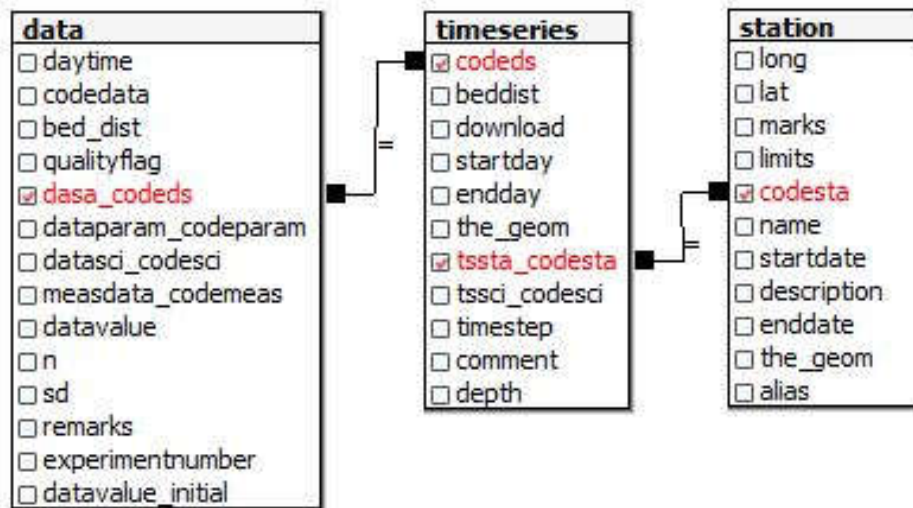 data
daytime
codedata
bed_dist
qualityflag
dasa_codeds
dataparam_codeparam
datasci_codesci
measdata_codemeas
datavalue
n
sd
remarks
experimentnumber
datavalue_initial
=
timeseries
codeds
beddist
download
startday
endday
the_geom
tssta_codesta
tssci_codesci
timestep
comment
depth
=
station
long
lat
marks
limits
codesta
name
startdate
description
enddate
the_geom
alias